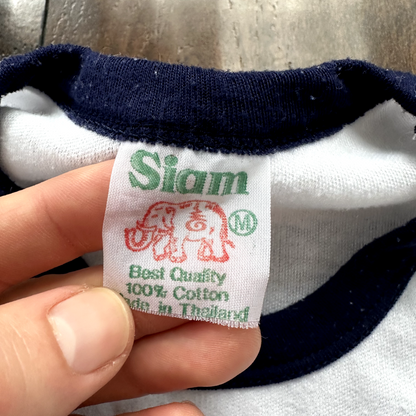 Siam
M
Best Quality
100% Cotton
Made in Thailand